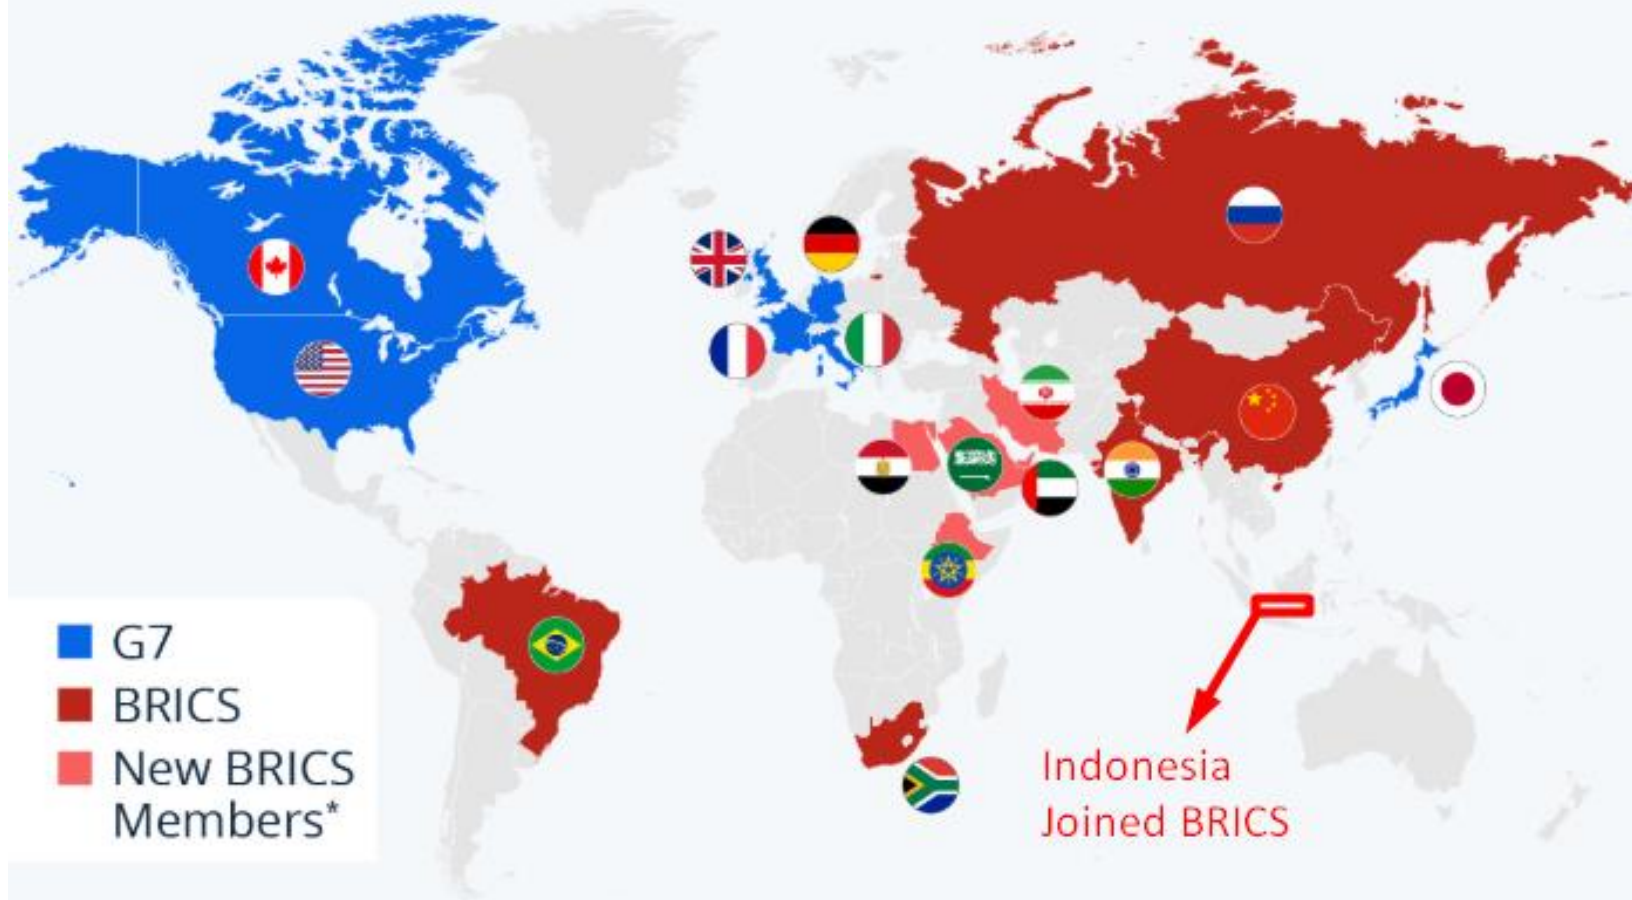 G7
BRICS
New BRICS
Members*
Indonesia
Joined BRICS